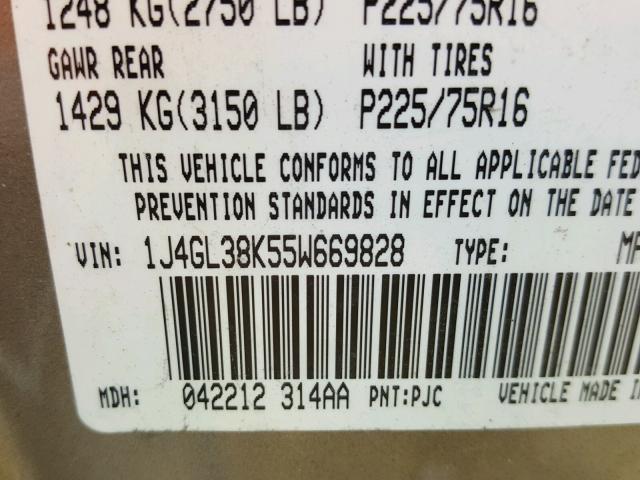 1248 KG(2750 LB) P225/75R16
GAWR REAR WITH TIRES
1429 KG(3150 LB) P225/75R16
THIS VEHICLE CONFORMS TO ALL APPLICABLE FED
PREVENTION STANDARDS IN EFFECT ON THE DATE
VIN: 1J4GL38K55W669828 TYPE: MP
MDH: 042212 314AA PNT:PJC VEHICLE MADE IN